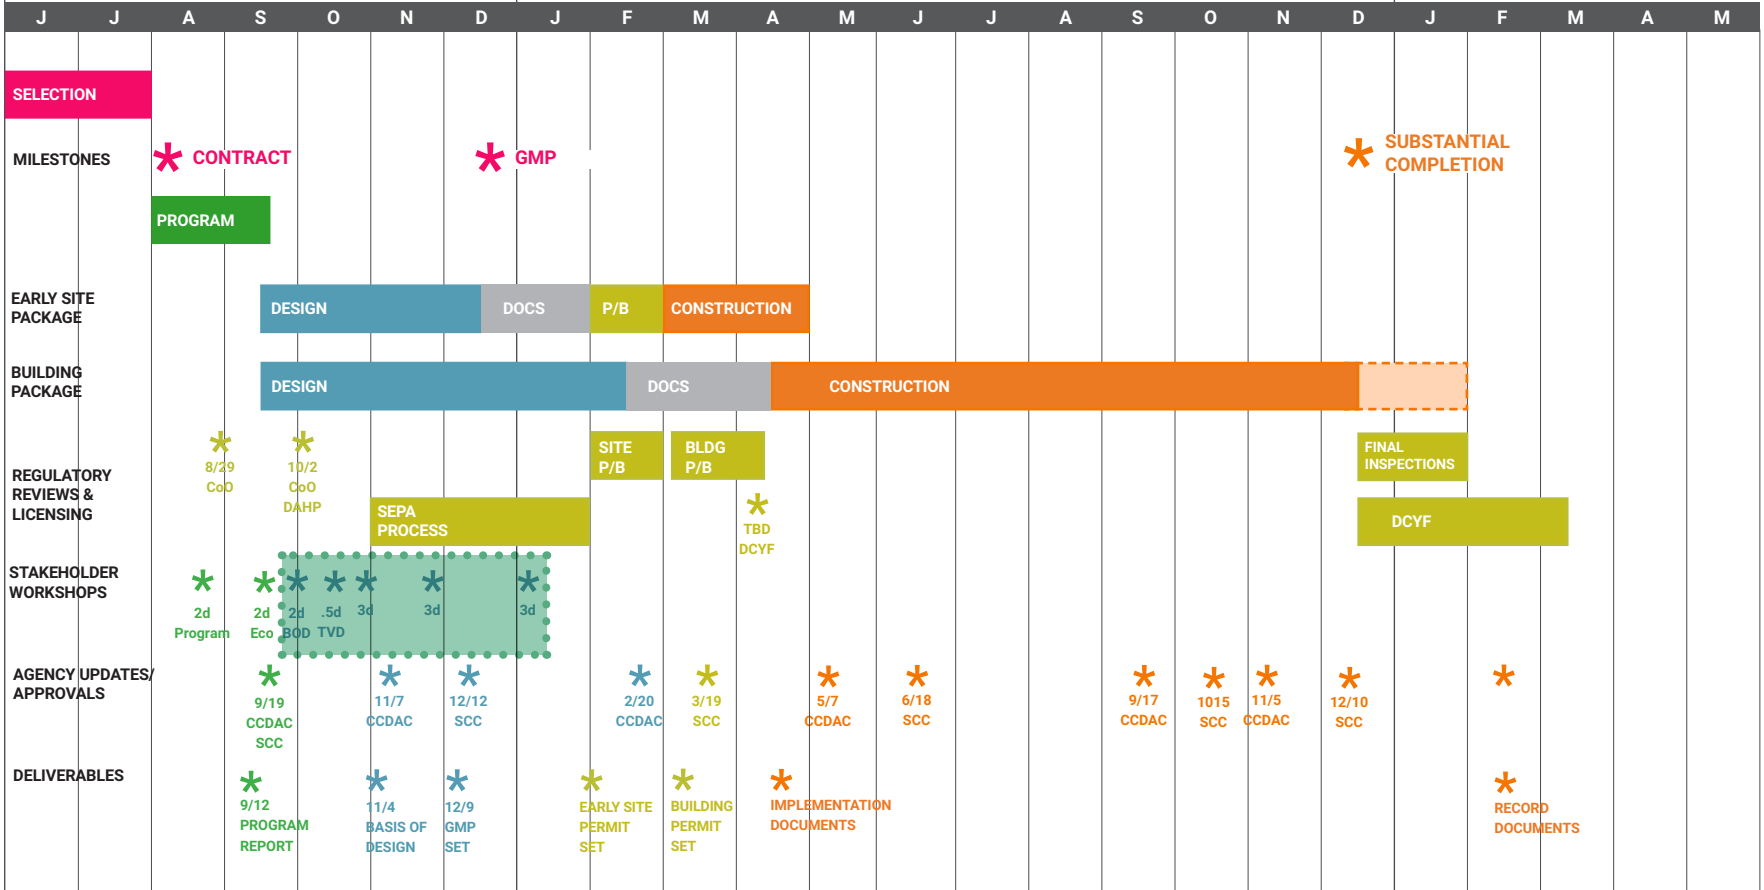 J J A S O N D J F M A M J J A S O N D J F M A M
SELECTION
MILESTONES
CONTRACT
GMP
SUBSTANTIAL
COMPLETION
PROGRAM
EARLY SITE
PACKAGE
DESIGN
DOCS
P/B
CONSTRUCTION
BUILDING
PACKAGE
DESIGN
DOCS
CONSTRUCTION
REGULATORY
REVIEWS &
LICENSING
8/29
CoO
10/2
CoO
DAHP
SITE
P/B
BLDG
P/B
FINAL
INSPECTIONS
SEPA
PROCESS
TBD
DCYF
DCYF
STAKEHOLDER
WORKSHOPS
2d
Program
2d
Eco
2d
BOD
.5d
TVD
3d
3d
3d
AGENCY UPDATES/
APPROVALS
9/19
CCDAC
SCC
11/7
CCDAC
12/12
SCC
2/20
CCDAC
3/19
SCC
5/7
CCDAC
6/18
SCC
9/17
CCDAC
1015
SCC
11/5
CCDAC
12/10
SCC
DELIVERABLES
9/12
PROGRAM
REPORT
11/4
BASIS OF
DESIGN
12/9
GMP
SET
EARLY SITE
PERMIT
SET
BUILDING
PERMIT
SET
IMPLEMENTATION
DOCUMENTS
RECORD
DOCUMENTS